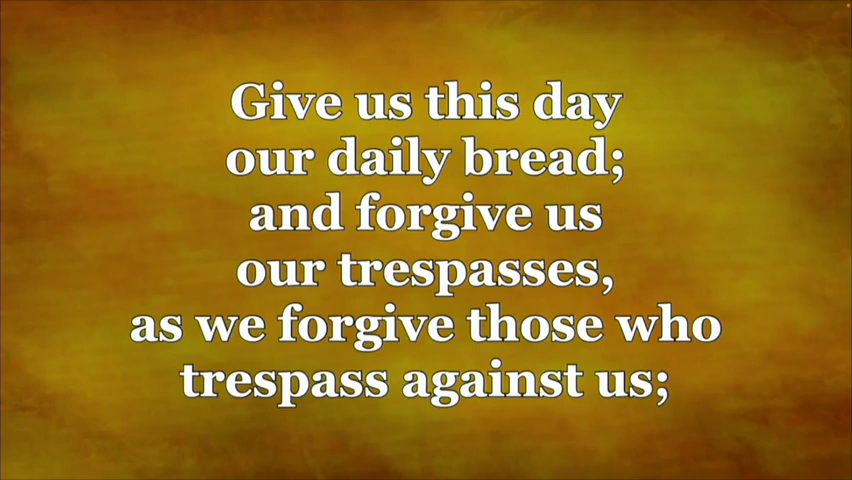 Give us this day
our daily bread;
and forgive us
our trespasses,
as we forgive those who
trespass against us;